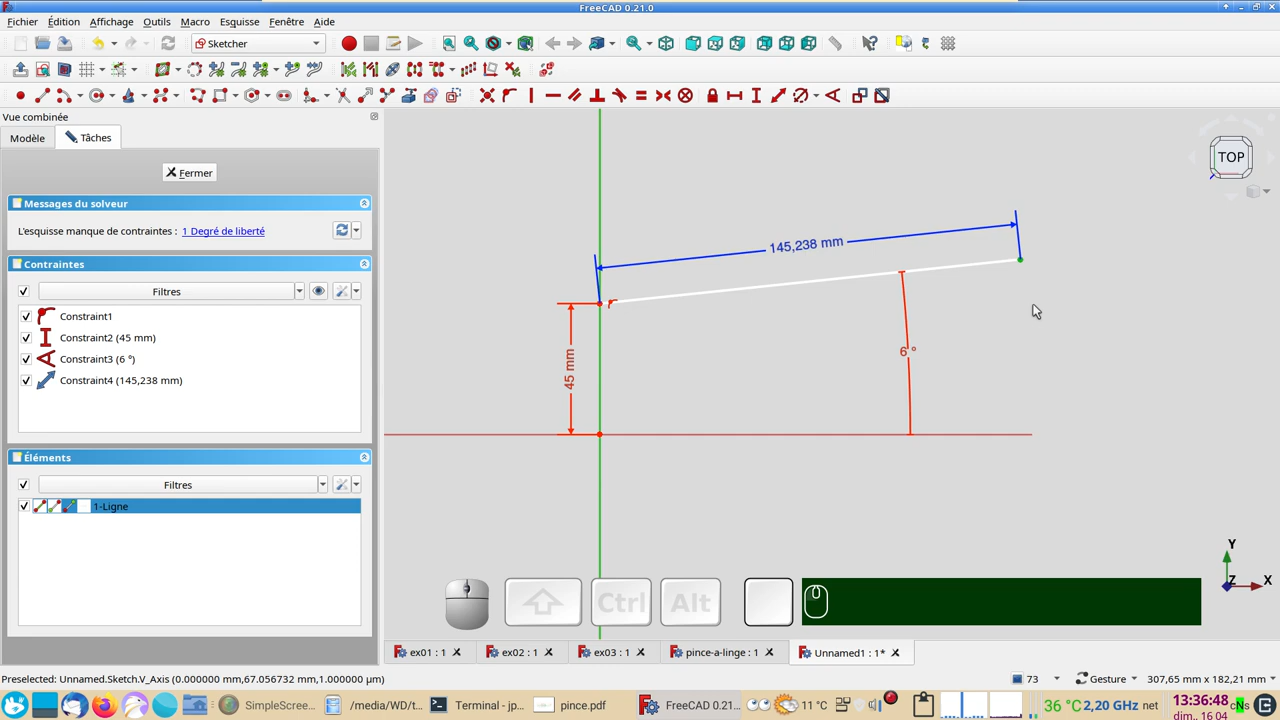 FreeCAD 0.21.0
Fichier Édition Affichage Outils Macro Esquisse Fenêtre Aide
Sketcher
Vue combinée
Modèle Tâches
Fermer
Messages du solveur
L'esquisse manque de contraintes : 1 Degré de liberté
Contraintes
Filtres
Constraint1
Constraint2 (45 mm)
Constraint3 (6 °)
Constraint4 (145,238 mm)
Éléments
Filtres
1-Ligne
TOP
145,238 mm
45 mm
6 °
Y
Z
X
Ctrl Alt
ex01 : 1 ex02 : 1 ex03 : 1 pince-a-linge : 1 Unnamed1 : 1*
Preselected: Unnamed.Sketch.V_Axis (0.000000 mm,67.056732 mm,1.000000 µm) 73 Gesture 307,65 mm x 182,21 mm
SimpleScree... /media/WD/t... Terminal - jp... pince.pdf FreeCAD 0.21... 11 °C 36 °C 2,20 GHz net 13:36:48
dim., 16 04